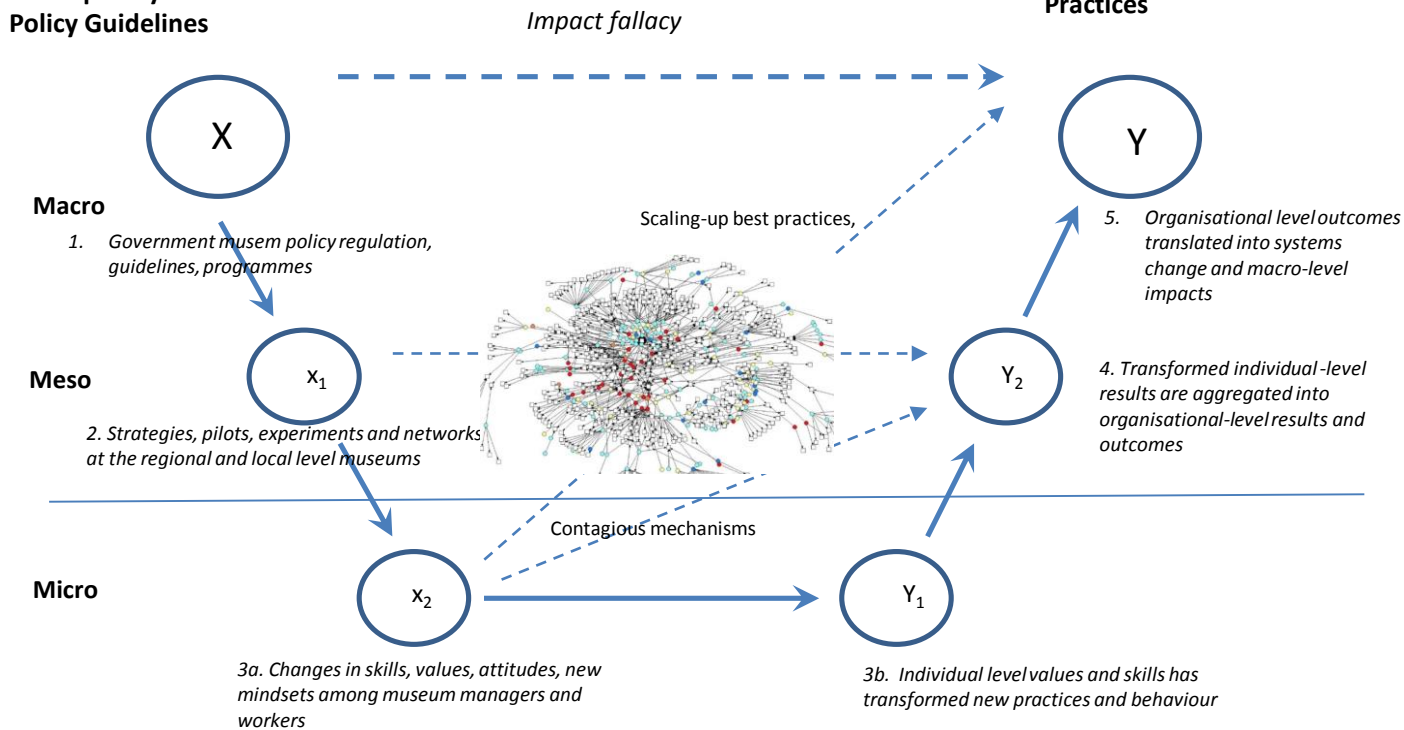 Policy Guidelines
Impact fallacy
Practices
X
Y
Macro
1. Government musem policy regulation,
guidelines, programmes
Scaling-up best practices,
5. Organisational level outcomes
translated into systems
change and macro-level
impacts
Meso
x1
Y2
2. Strategies, pilots, experiments and networks
at the regional and local level museums
4. Transformed individual-level
results are aggregated into
organisational-level results and
outcomes
Contagious mechanisms
Micro
x2
Y1
3a. Changes in skills, values, attitudes, new
mindsets among museum managers and
workers
3b. Individual level values and skills has
transformed new practices and behaviour